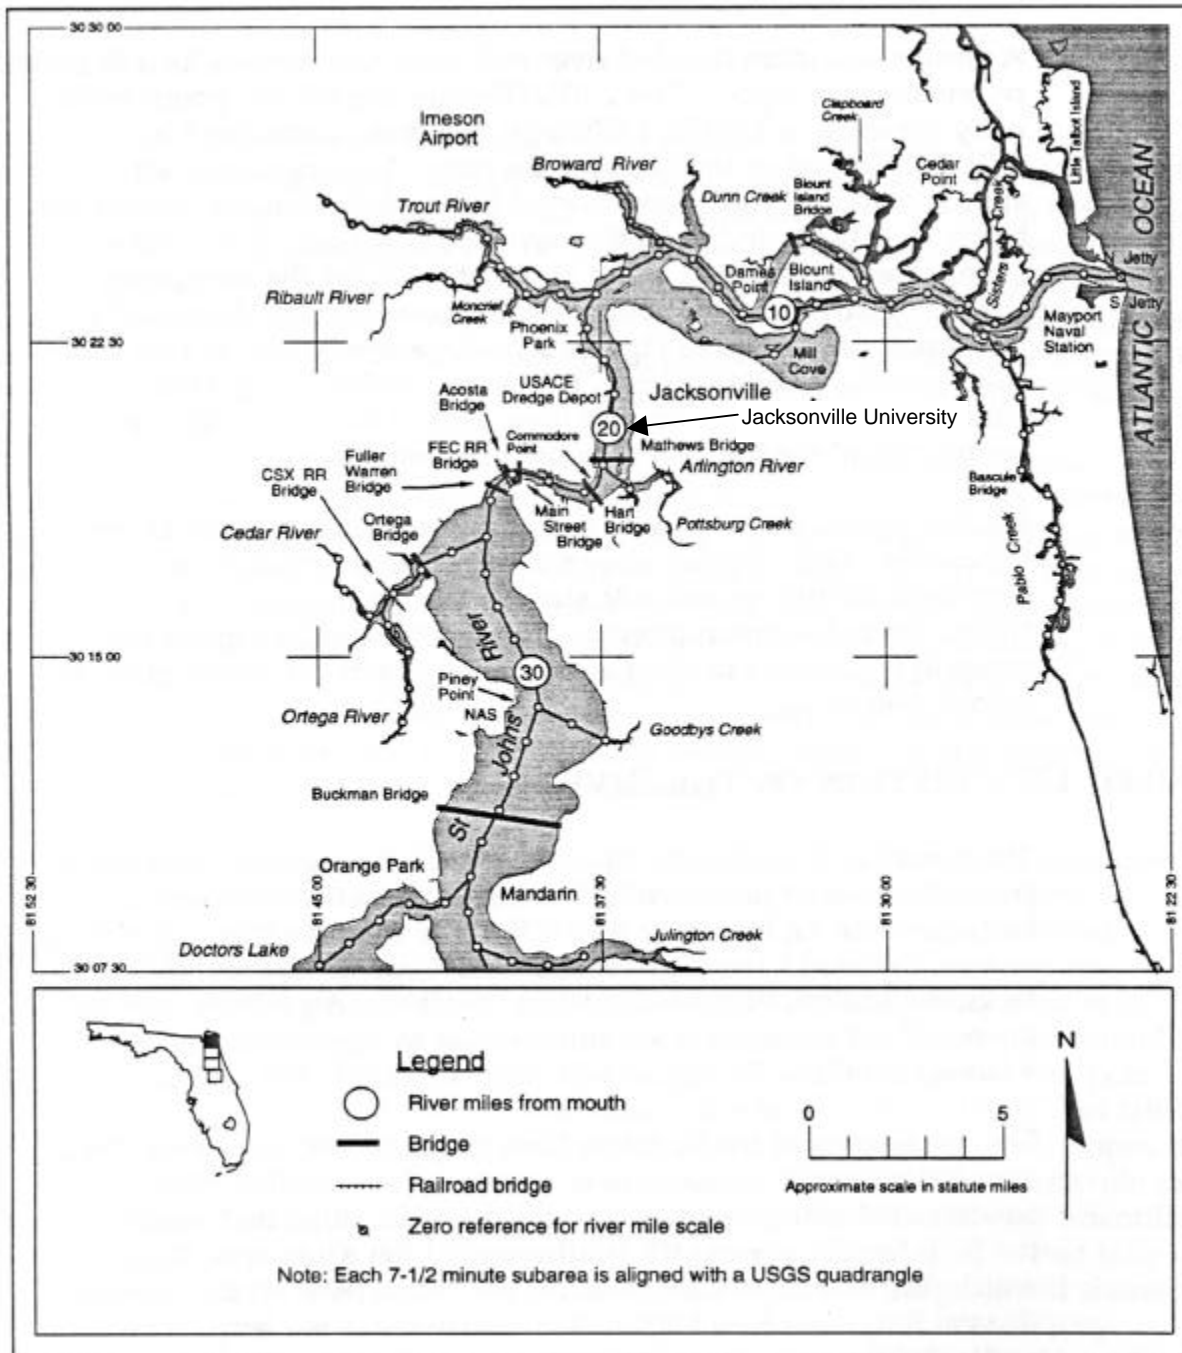 30 30 00
Imeson
Airport
Clapboard
Creek
Little Talbot Island
Broward River
Cedar
Point
Dunn Creek
Blount
Island
Bridge
ATLANTIC OCEAN
Trout River
Sisters Creek
N Jetty
Dames
Point
Blount
Island
Ribault River
Moncrief
Creek
S Jetty
10
Phoenix
Park
Mayport
Naval
Station
30 22 30
Mill
Cove
USACE
Dredge Depot
Jacksonville
Acosta
Bridge
Jacksonville University
ATLANTIC
20
Commodore
Point
Mathews Bridge
FEC RR
Bridge
Fuller
Warren
Bridge
Arlington River
CSX RR
Bridge
Bascule
Bridge
Main
Street
Bridge
Hart
Bridge
Ortega
Bridge
Pottsburg Creek
Cedar River
Pablo Creek
St Johns River
30 15 00
30
Piney
Point
NAS
Ortega River
Goodbys Creek
Buckman Bridge
Orange Park
Mandarin
Julington Creek
Doctors Lake
30 07 30
81 52 30
81 45 00
81 37 30
81 30 00
81 22 30
Legend
River miles from mouth
Bridge
Railroad bridge
Zero reference for river mile scale
0 5
Approximate scale in statute miles
N
Note: Each 7-1/2 minute subarea is aligned with a USGS quadrangle